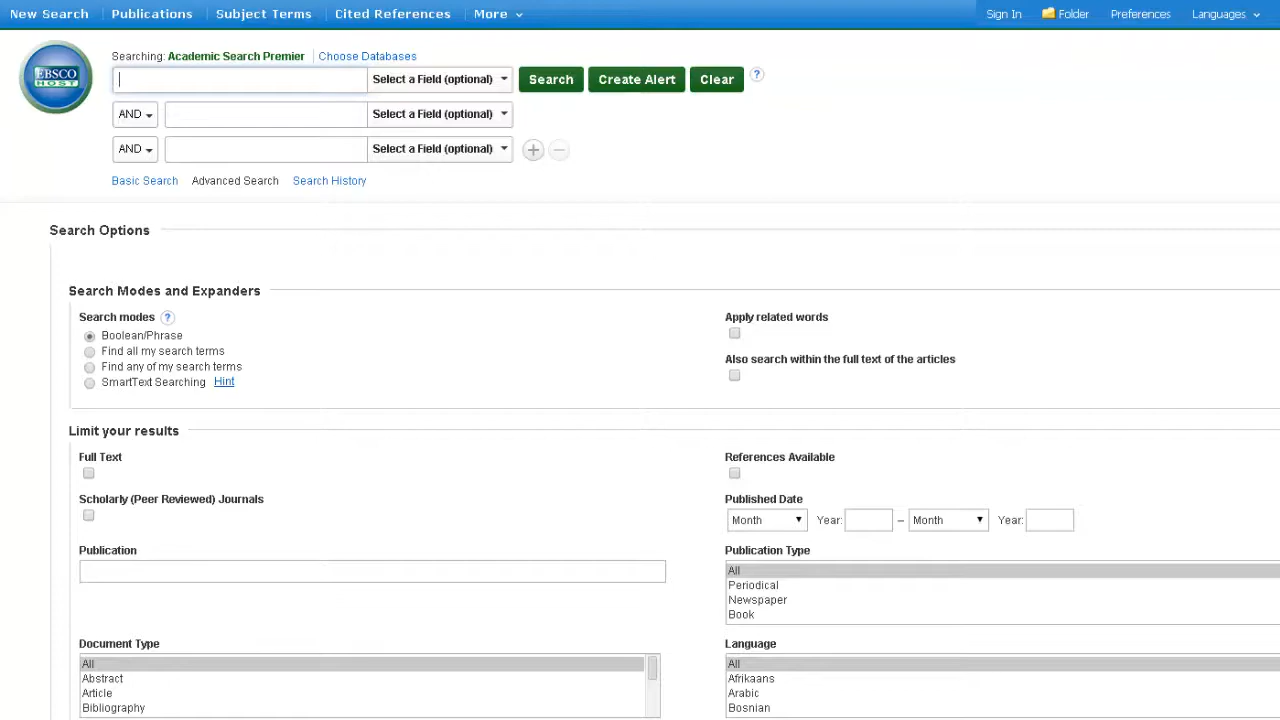 New Search Publications Subject Terms Cited References More Sign In Folder Preferences Languages
Searching: Academic Search Premier Choose Databases
EBSCO
HOST
Select a Field (optional) Search Create Alert Clear ?
AND Select a Field (optional)
AND Select a Field (optional)
Basic Search Advanced Search Search History
Search Options
Search Modes and Expanders
Search modes ?
Boolean/Phrase
Find all my search terms
Find any of my search terms
SmartText Searching Hint
Apply related words
Also search within the full text of the articles
Limit your results
Full Text
References Available
Scholarly (Peer Reviewed) Journals
Published Date
Month Year: – Month Year:
Publication
Publication Type
All
Periodical
Newspaper
Book
Document Type
All
Abstract
Article
Bibliography
Language
All
Afrikaans
Arabic
Bosnian